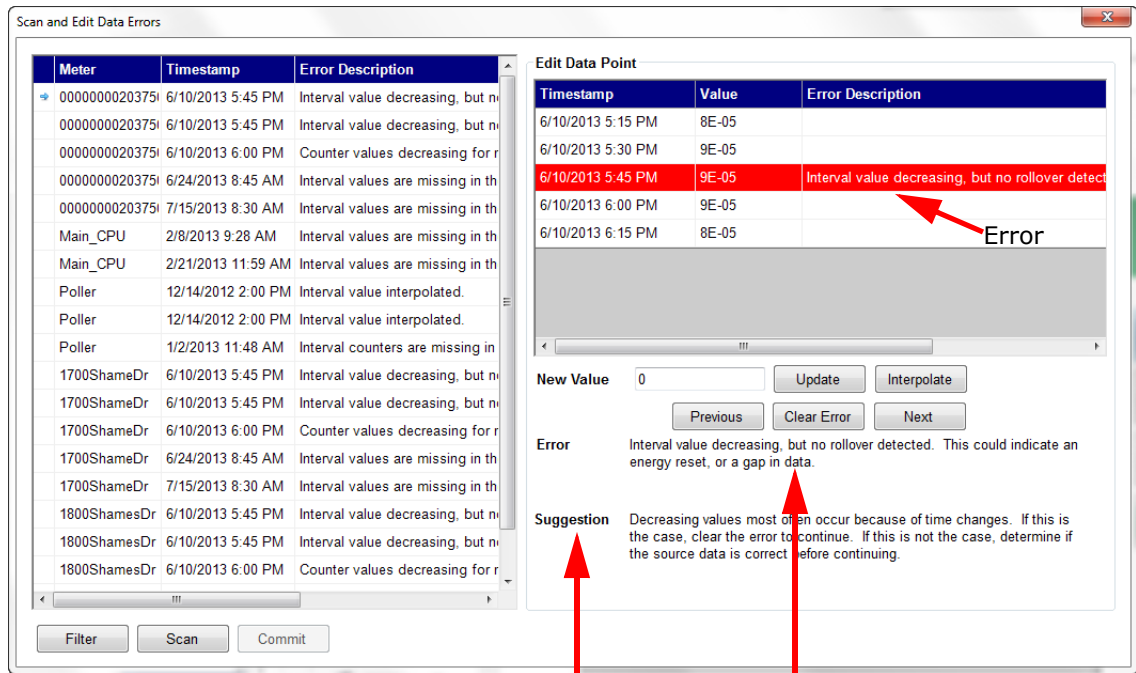 Scan and Edit Data Errors
Meter Timestamp Error Description
0000000020375 6/10/2013 5:45 PM Interval value decreasing, but
0000000020375 6/10/2013 5:45 PM Interval value decreasing, but
0000000020375 6/10/2013 6:00 PM Counter values decreasing for
0000000020375 6/24/2013 8:45 AM Interval values are missing in th
0000000020375 7/15/2013 8:30 AM Interval values are missing in th
Main_CPU 2/8/2013 9:28 AM Interval values are missing in th
Main_CPU 2/21/2013 11:59 AM Interval values are missing in th
Poller 12/14/2012 2:00 PM Interval value interpolated.
Poller 12/14/2012 2:00 PM Interval value interpolated.
Poller 1/2/2013 11:48 AM Interval counters are missing in
1700ShameDr 6/10/2013 5:45 PM Interval value decreasing, but
1700ShameDr 6/10/2013 5:45 PM Interval value decreasing, but
1700ShameDr 6/10/2013 6:00 PM Counter values decreasing for
1700ShameDr 6/24/2013 8:45 AM Interval values are missing in th
1700ShameDr 7/15/2013 8:30 AM Interval values are missing in th
1800ShamesDr 6/10/2013 5:45 PM Interval value decreasing, but
1800ShamesDr 6/10/2013 5:45 PM Interval value decreasing, but
1800ShamesDr 6/10/2013 6:00 PM Counter values decreasing for
Filter Scan Commit
Edit Data Point
Timestamp Value Error Description
6/10/2013 5:15 PM 8E-05
6/10/2013 5:30 PM 9E-05
6/10/2013 5:45 PM 9E-05 Interval value decreasing, but no rollover detect
6/10/2013 6:00 PM 9E-05
6/10/2013 6:15 PM 8E-05
Error
New Value 0 Update Interpolate
Previous Clear Error Next
Error Interval value decreasing, but no rollover detected. This could indicate an
energy reset, or a gap in data.
Suggestion Decreasing values most often occur because of time changes. If this is
the case, clear the error to continue. If this is not the case, determine if
the source data is correct before continuing.